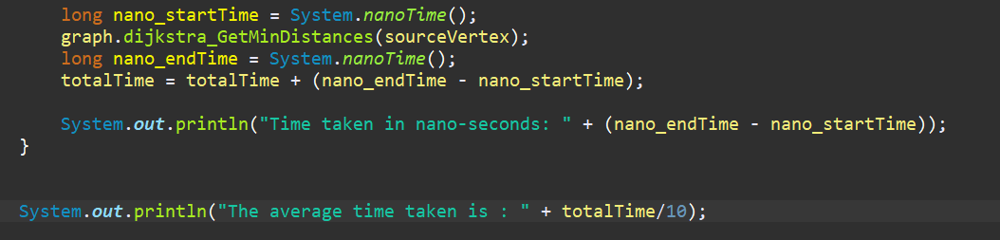 long nano_startTime = System.nanoTime();
graph.dijkstra_GetMinDistances(sourceVertex);
long nano_endTime = System.nanoTime();
totalTime = totalTime + (nano_endTime - nano_startTime);
System.out.println("Time taken in nano-seconds: " + (nano_endTime - nano_startTime));
}
System.out.println("The average time taken is : " + totalTime/10);